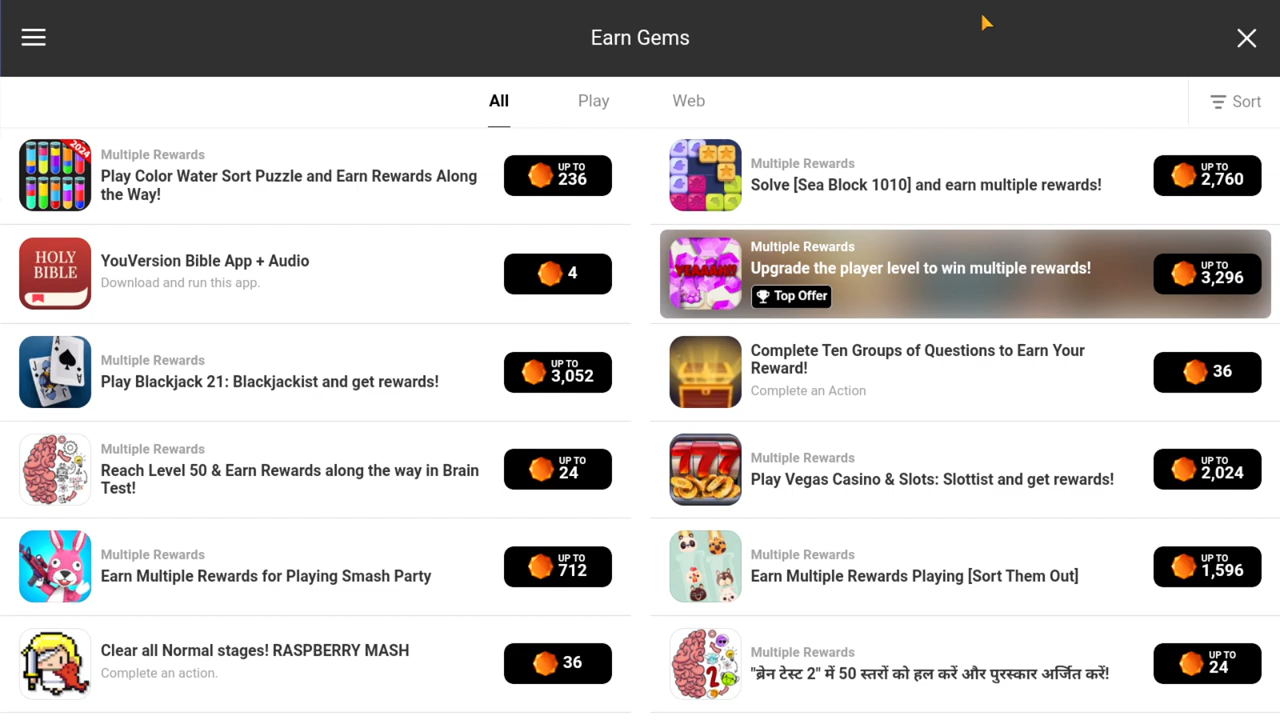 Earn Gems
All
Play
Web
Sort
2024
Multiple Rewards
Play Color Water Sort Puzzle and Earn Rewards Along
the Way!
UP TO
236
Multiple Rewards
Solve [Sea Block 1010] and earn multiple rewards!
UP TO
2,760
HOLY
BIBLE
YouVersion Bible App + Audio
Download and run this app.
4
YEAAAH!
Multiple Rewards
Upgrade the player level to win multiple rewards!
Top Offer
UP TO
3,296
A
J
Multiple Rewards
Play Blackjack 21: Blackjackist and get rewards!
UP TO
3,052
Complete Ten Groups of Questions to Earn Your
Reward!
Complete an Action
36
Multiple Rewards
Reach Level 50 & Earn Rewards along the way in Brain
Test!
UP TO
24
777
Multiple Rewards
Play Vegas Casino & Slots: Slottist and get rewards!
UP TO
2,024
Multiple Rewards
Earn Multiple Rewards for Playing Smash Party
UP TO
712
Multiple Rewards
Earn Multiple Rewards Playing [Sort Them Out]
UP TO
1,596
Clear all Normal stages! RASPBERRY MASH
Complete an action.
36
2
Multiple Rewards
"ब्रेन टेस्ट 2" में 50 स्तरों को हल करें और पुरस्कार अर्जित करें!
UP TO
24